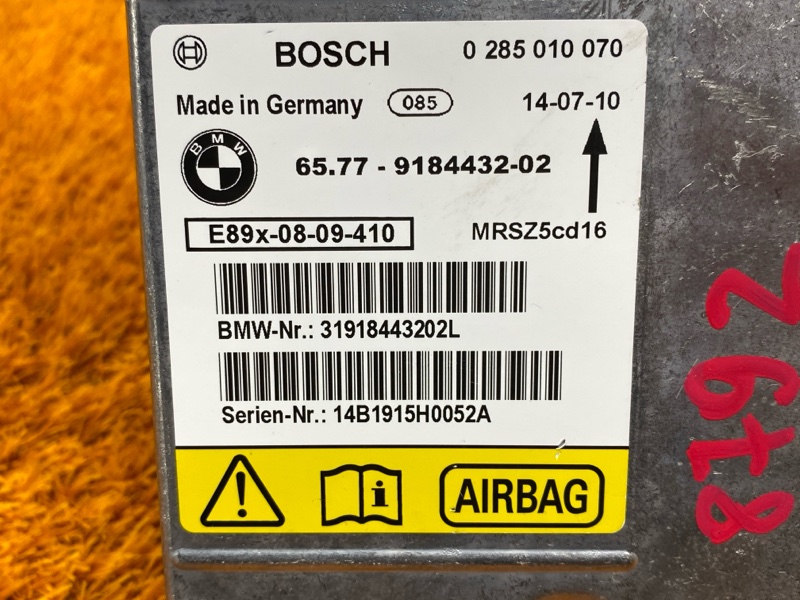 BOSCH 0 285 010 070
Made in Germany 085 14-07-10
BMW
65.77 - 9184432-02
E89x-08-09-410 MRSZ5cd16
BMW-Nr.: 31918443202L
Serien-Nr.: 14B1915H0052A
AIRBAG